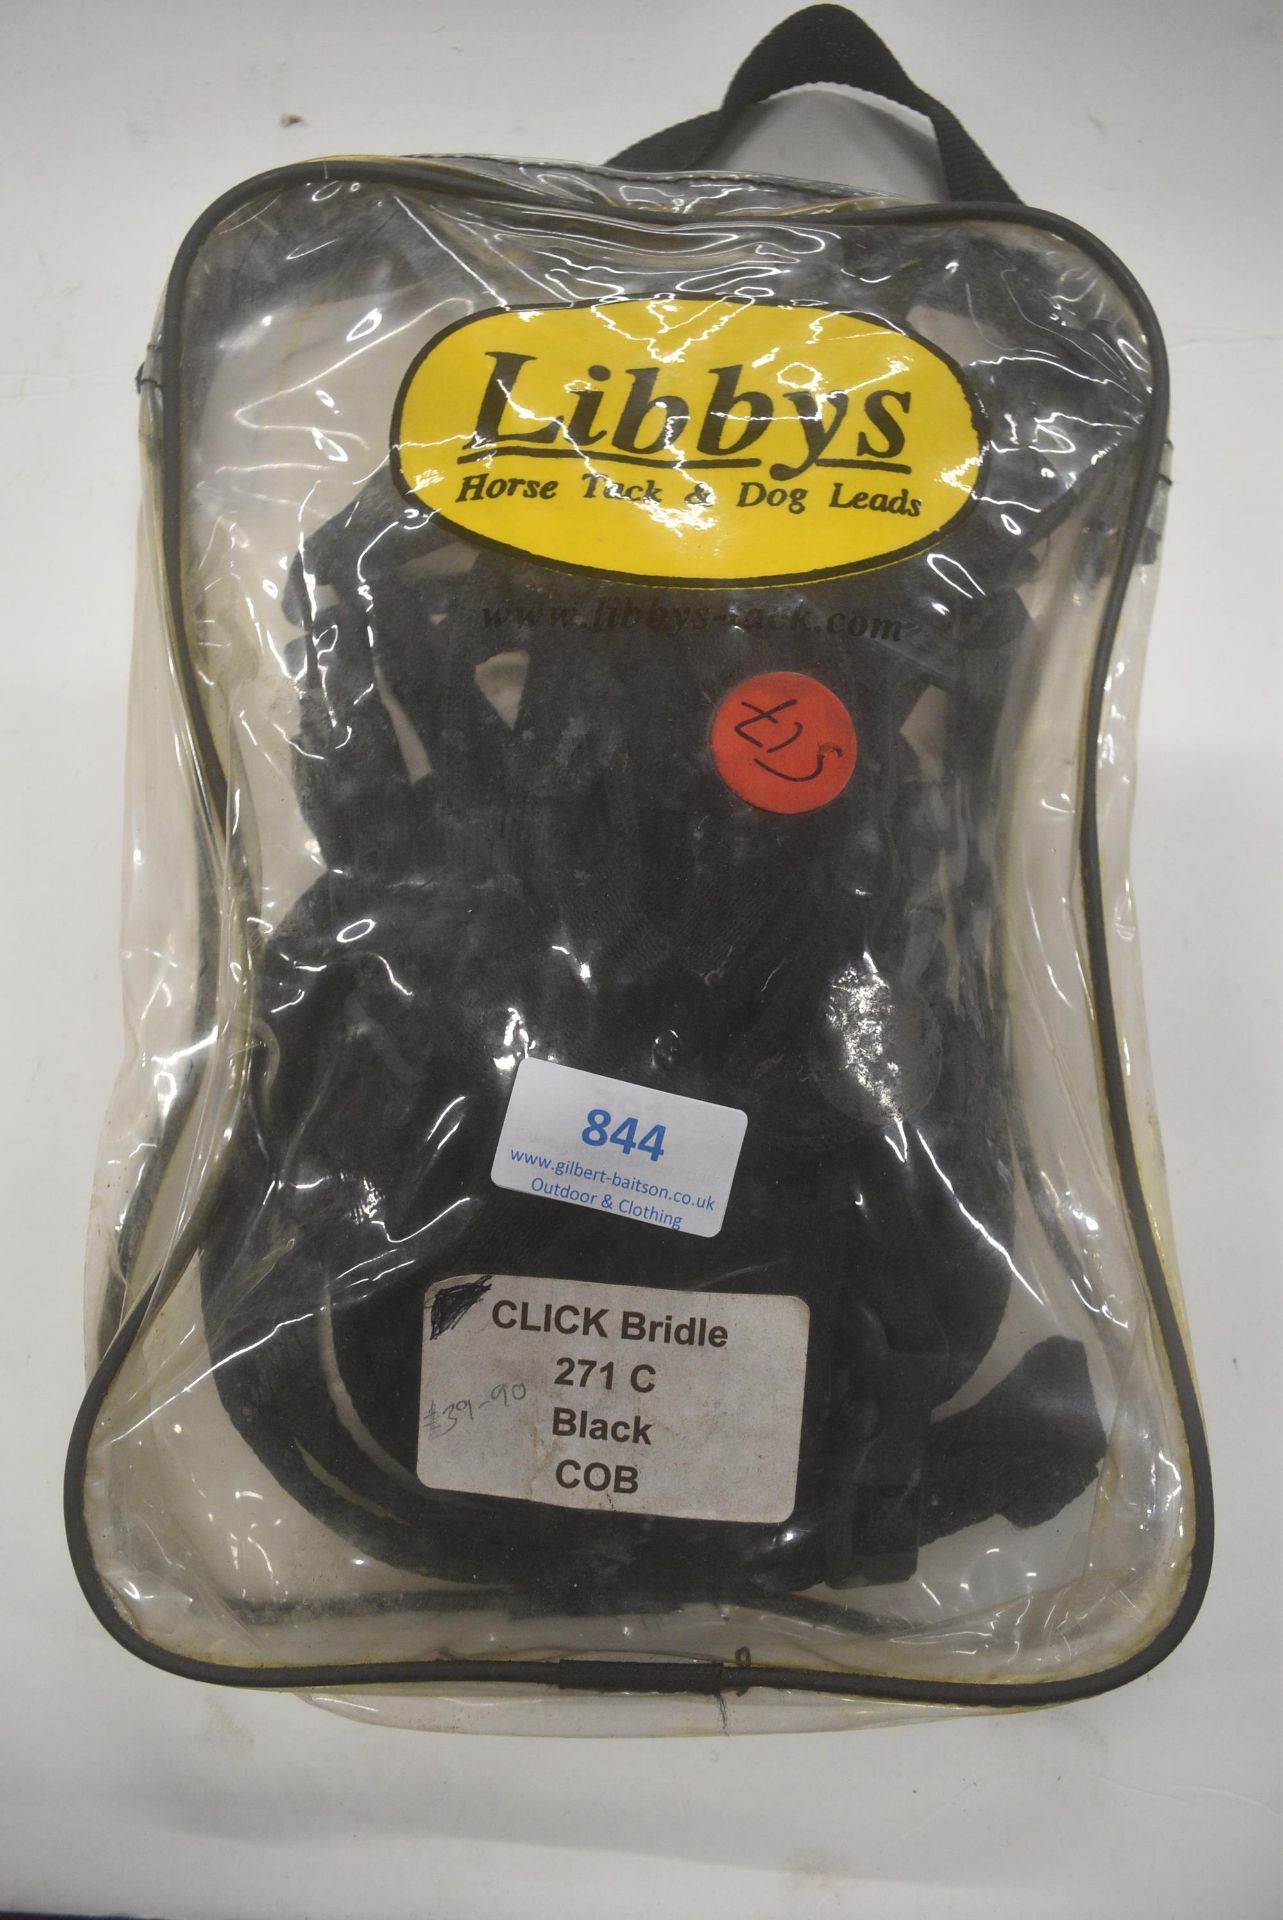 Libbys
Horse Tack & Dog Leads
www.libbys-tack.com
£15
844
www.gilbert-baitson.co.uk
Outdoor & Clothing
CLICK Bridle
271 C
£39-90
Black
COB